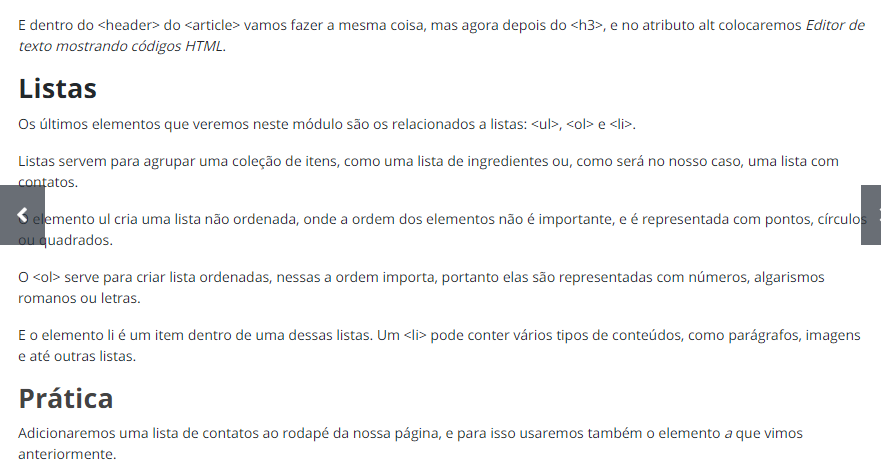 E dentro do <header> do <article> vamos fazer a mesma coisa, mas agora depois do <h3>, e no atributo alt colocaremos Editor de
texto mostrando códigos HTML.
Listas
Os últimos elementos que veremos neste módulo são os relacionados a listas: <ul>, <ol> e <li>.
Listas servem para agrupar uma coleção de itens, como uma lista de ingredientes ou, como será no nosso caso, uma lista com
contatos.
O elemento ul cria uma lista não ordenada, onde a ordem dos elementos não é importante, e é representada com pontos, círculos
ou quadrados.
O <ol> serve para criar lista ordenadas, nessas a ordem importa, portanto elas são representadas com números, algarismos
romanos ou letras.
E o elemento li é um item dentro de uma dessas listas. Um <li> pode conter vários tipos de conteúdos, como parágrafos, imagens
e até outras listas.
Prática
Adicionaremos uma lista de contatos ao rodapé da nossa página, e para isso usaremos também o elemento a que vimos
anteriormente.